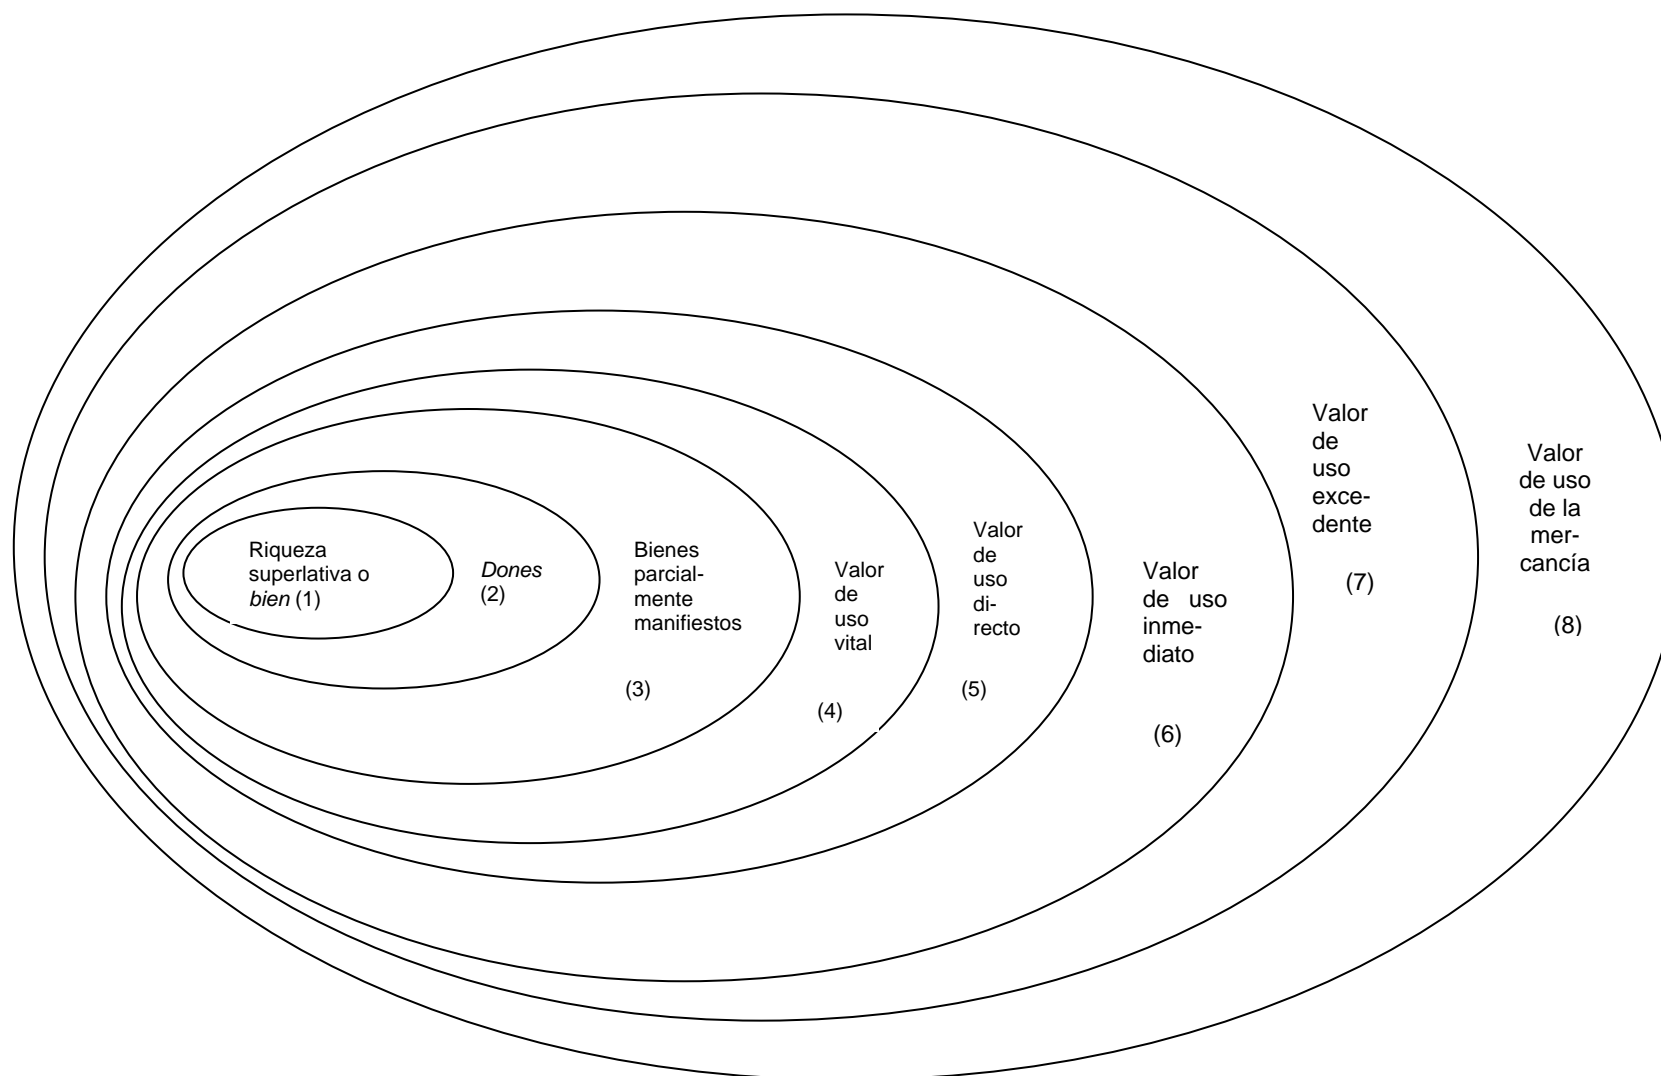 Riqueza
superlativa o
bien (1)
Dones
(2)
Bienes
parcial-
mente
manifiestos
(3)
Valor
de
uso
vital
(4)
Valor
de
uso
di-
recto
(5)
Valor
de uso
inme-
diato
(6)
Valor
de
uso
exce-
dente
(7)
Valor
de uso
de la
mer-
cancía
(8)